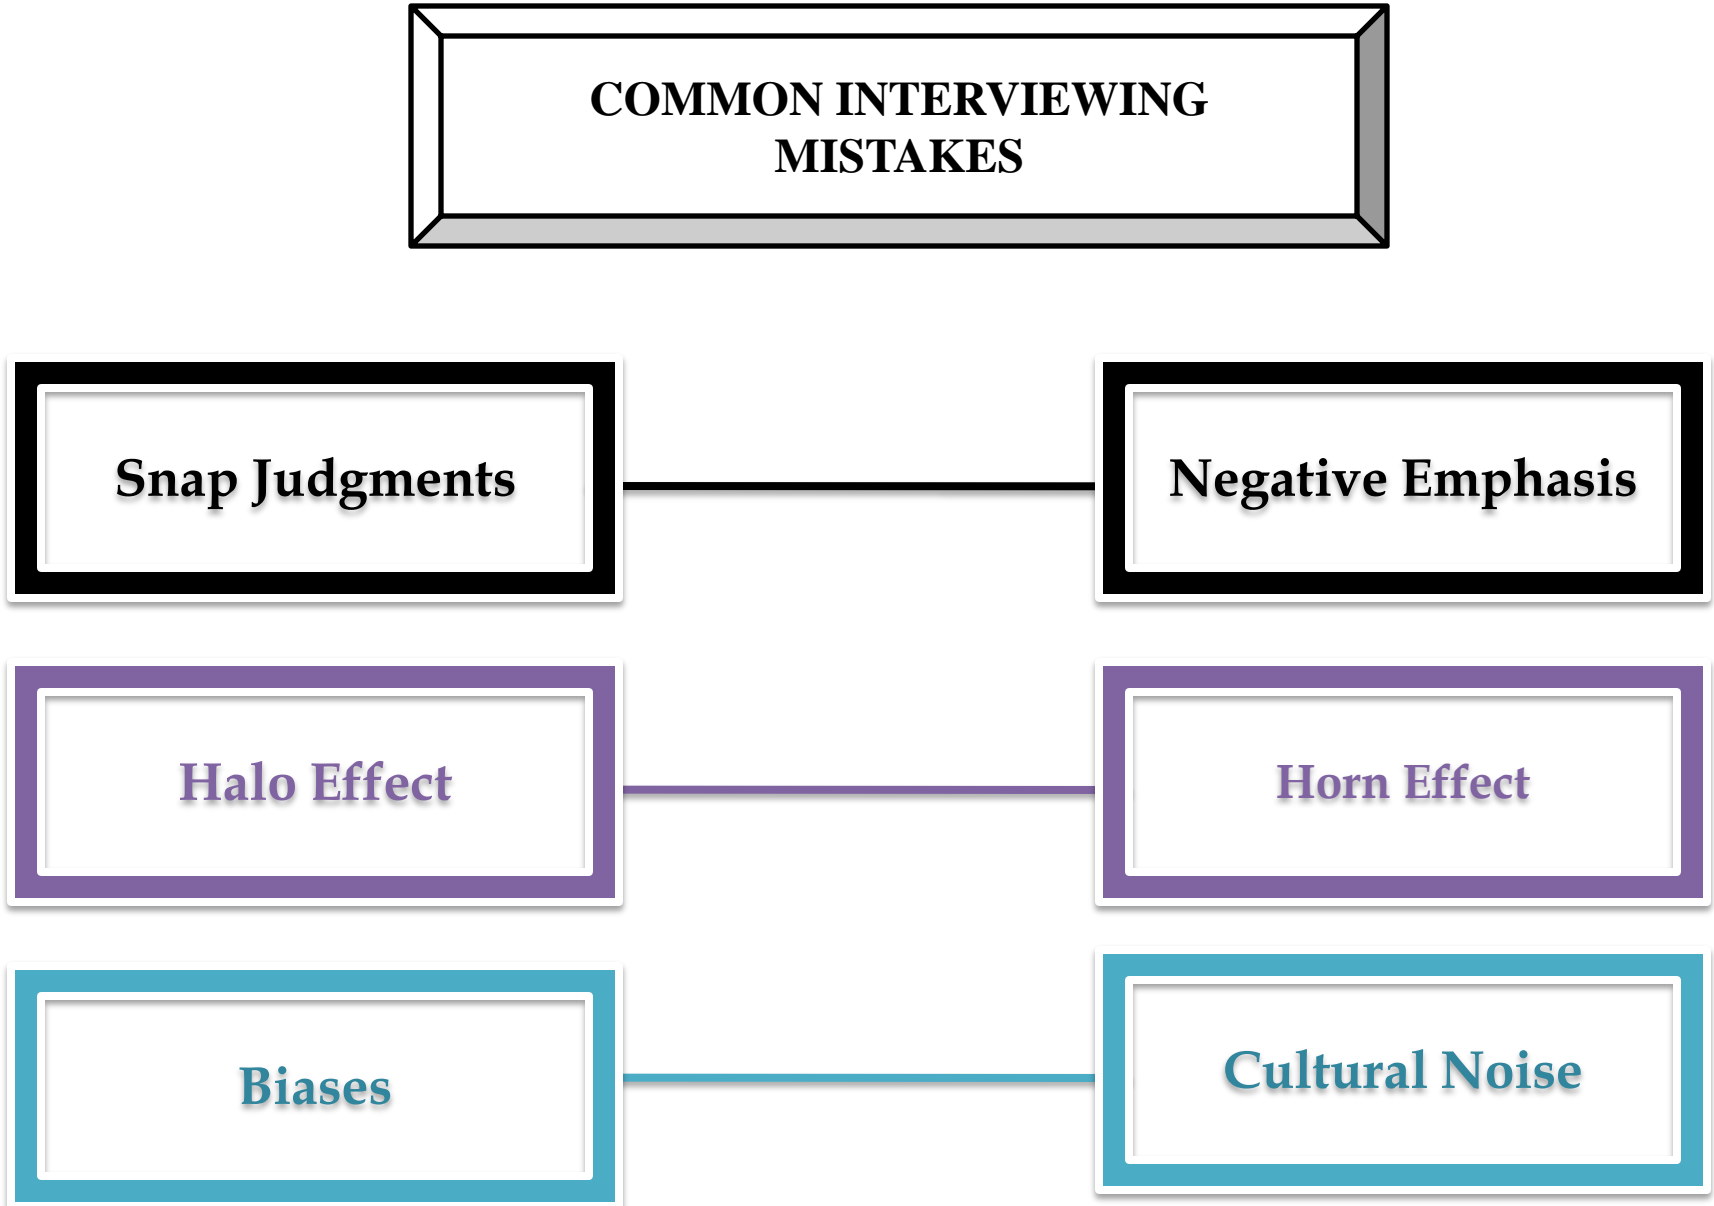 COMMON INTERVIEWING
MISTAKES
Snap Judgments
Negative Emphasis
Halo Effect
Horn Effect
Biases
Cultural Noise